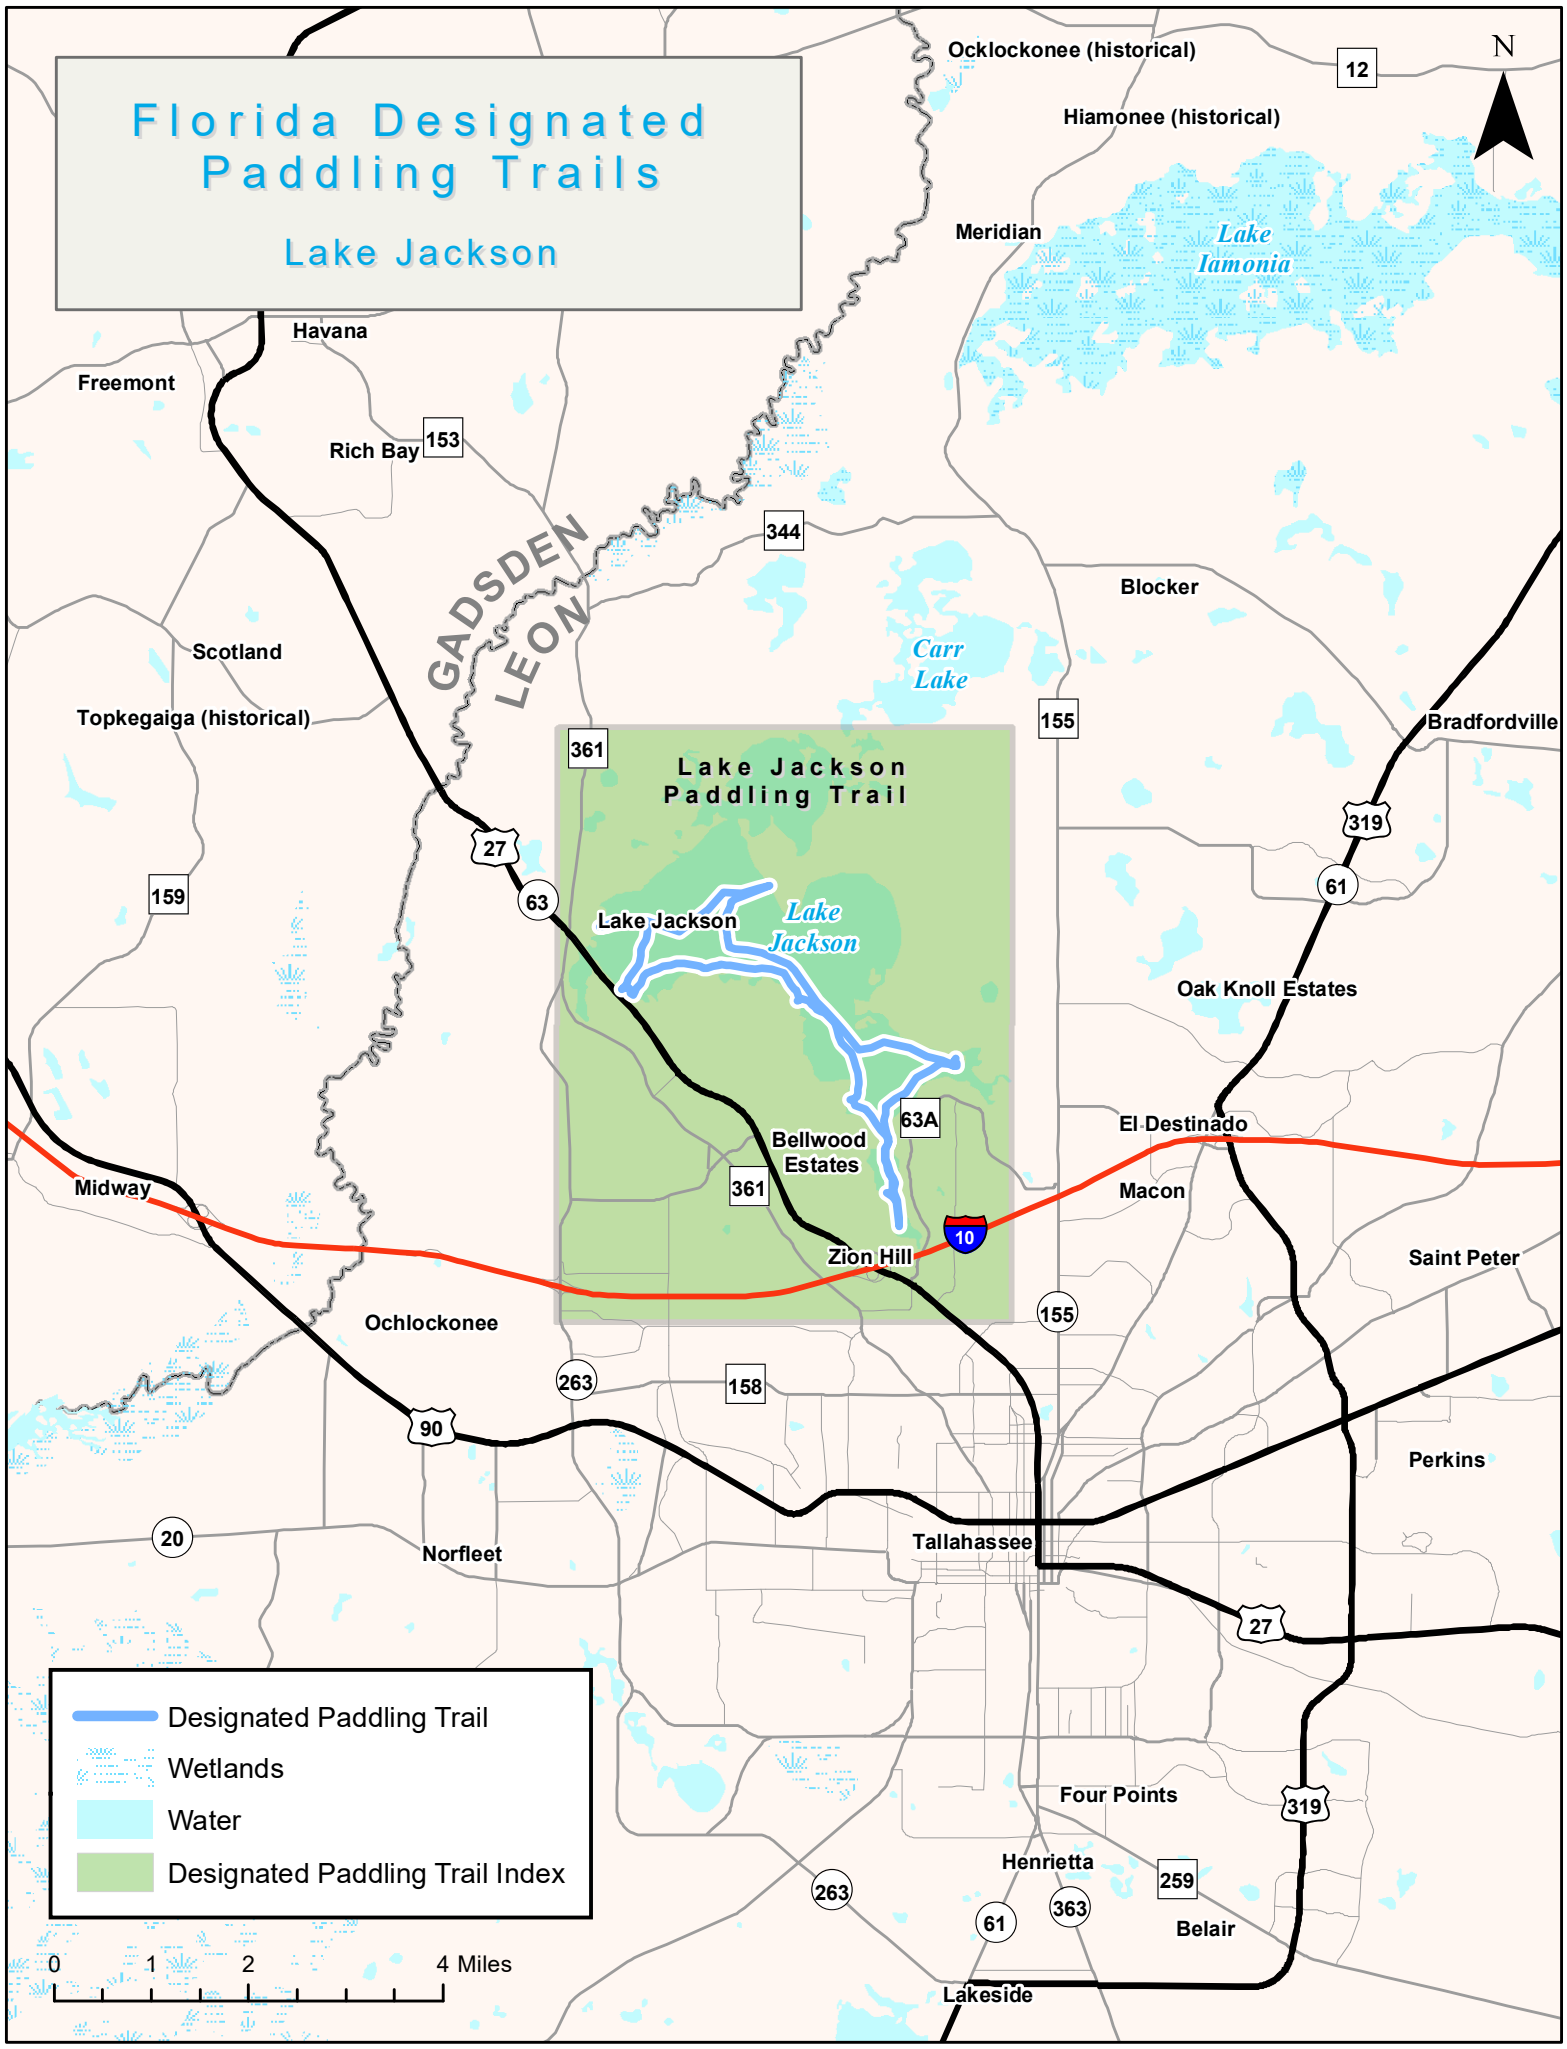 Florida Designated
Paddling Trails
Lake Jackson
Ocklockonee (historical)
12
N
Hiamonee (historical)
Meridian
Lake
Iamonia
Havana
Freemont
Rich Bay
153
344
GADSDEN
LEON
Blocker
Scotland
Carr
Lake
Topkegaiga (historical)
155
Bradfordville
361
Lake Jackson
Paddling Trail
27
319
159
63
61
Lake Jackson
Lake
Jackson
Oak Knoll Estates
63A
El Destinado
Bellwood
Estates
Midway
361
Macon
10
Zion Hill
Saint Peter
Ochlockonee
155
263
158
90
Perkins
20
Norfleet
Tallahassee
27
Designated Paddling Trail
Wetlands
Water
Designated Paddling Trail Index
Four Points
319
Henrietta
263
259
61
363
Belair
0 1 2 4 Miles
Lakeside